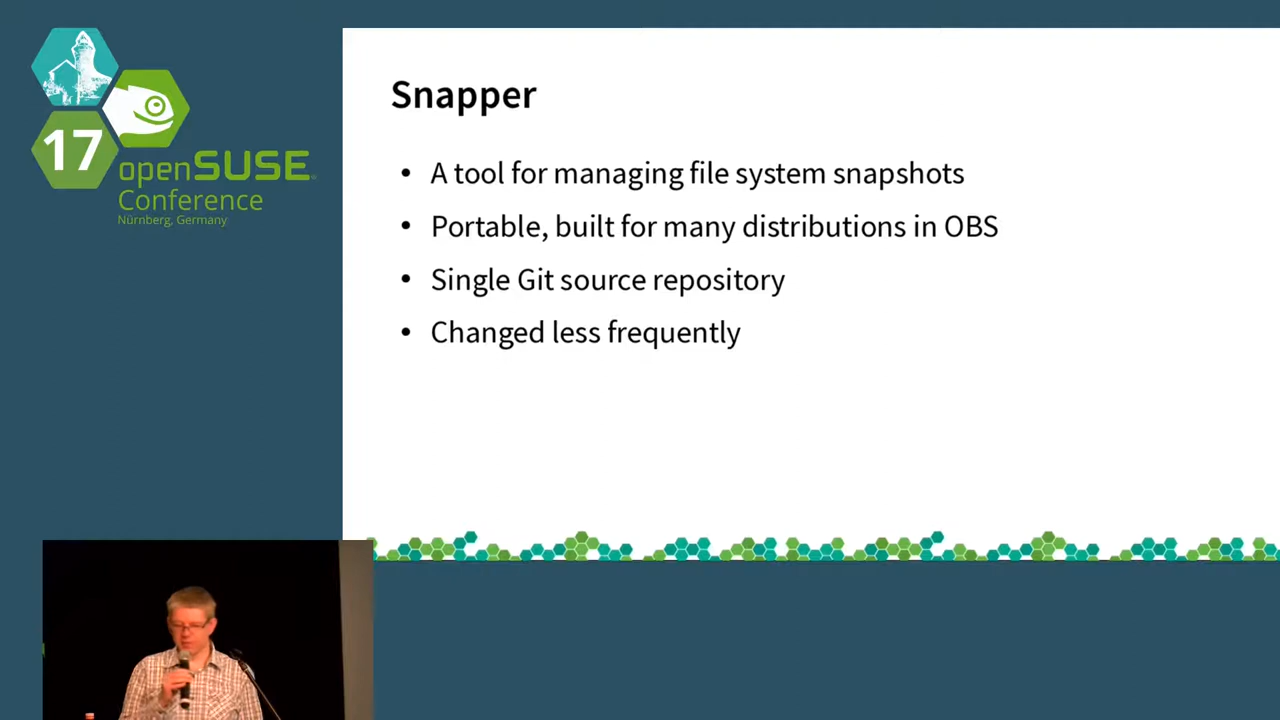 17
openSUSE
Conference
Nürnberg, Germany
Snapper
• A tool for managing file system snapshots
• Portable, built for many distributions in OBS
• Single Git source repository
• Changed less frequently